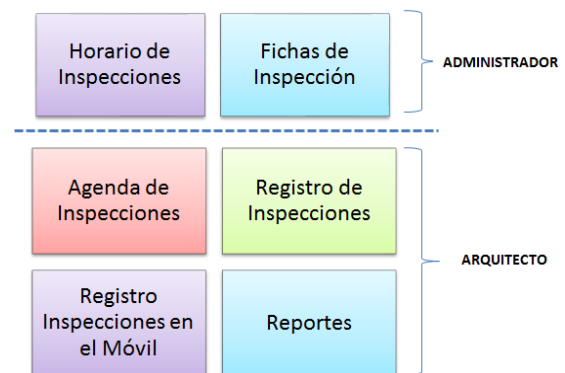 Horario de
Inspecciones
Fichas de
Inspección
ADMINISTRADOR
Agenda de
Inspecciones
Registro de
Inspecciones
ARQUITECTO
Registro
Inspecciones en
el Móvil
Reportes